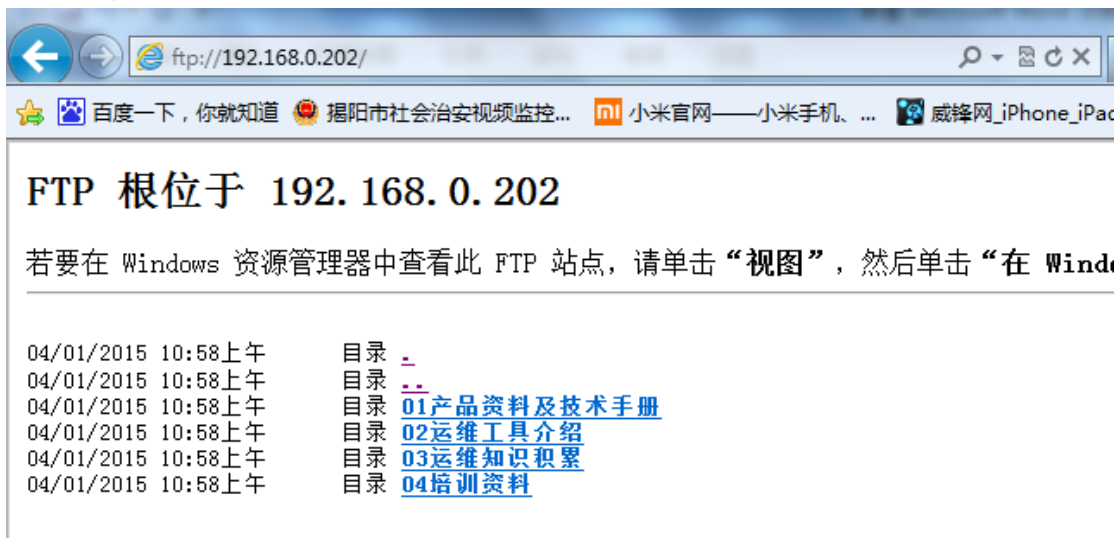 ftp://192.168.0.202/
百度一下，你就知道 揭阳市社会治安视频监控... 小米官网——小米手机、... 威锋网_iPhone_iPad
FTP 根位于 192.168.0.202
若要在 Windows 资源管理器中查看此 FTP 站点，请单击“视图”，然后单击“在 Windo
04/01/2015 10:58上午 目录 .
04/01/2015 10:58上午 目录 ..
04/01/2015 10:58上午 目录 01产品资料及技术手册
04/01/2015 10:58上午 目录 02运维工具介绍
04/01/2015 10:58上午 目录 03运维知识积累
04/01/2015 10:58上午 目录 04培训资料